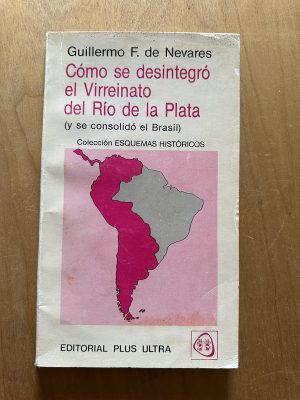 Guillermo F. de Nevares
Cómo se desintegró
el Virreinato
del Río de la Plata
(y se consolidó el Brasil)
Colección ESQUEMAS HISTÓRICOS
EDITORIAL PLUS ULTRA